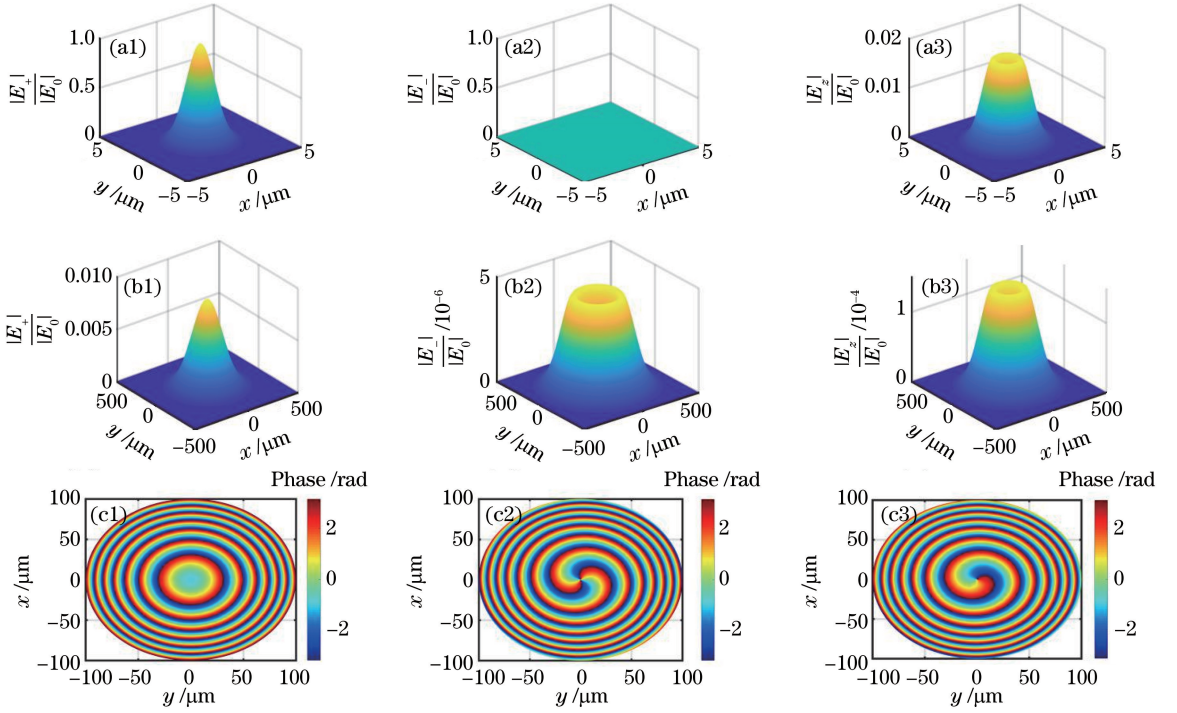 (a1)
|E+|/|E0|
1.0
0.5
0
5
0
-5
-5
0
5
y /μm
x /μm
(a2)
|E-|/|E0|
1.0
0.5
0
5
0
-5
-5
0
5
y /μm
x /μm
(a3)
|Ez|/|E0|
0.02
0.01
0
5
0
-5
-5
0
5
y /μm
x /μm
(b1)
|E+|/|E0|
0.010
0.005
0
500
0
-500
0
500
y /μm
x /μm
(b2)
|E-|/|E0| /10⁻⁶
5
0
500
0
-500
0
500
y /μm
x /μm
(b3)
|Ez|/|E0| /10⁻⁴
1
0
500
0
-500
0
500
y /μm
x /μm
(c1)
Phase /rad
100
50
0
−50
−100
x /μm
−100
−50
0
50
100
y /μm
2
0
−2
(c2)
Phase /rad
100
50
0
−50
−100
x /μm
−100
−50
0
50
100
y /μm
2
0
−2
(c3)
Phase /rad
100
50
0
−50
−100
x /μm
−100
−50
0
50
100
y /μm
2
0
−2